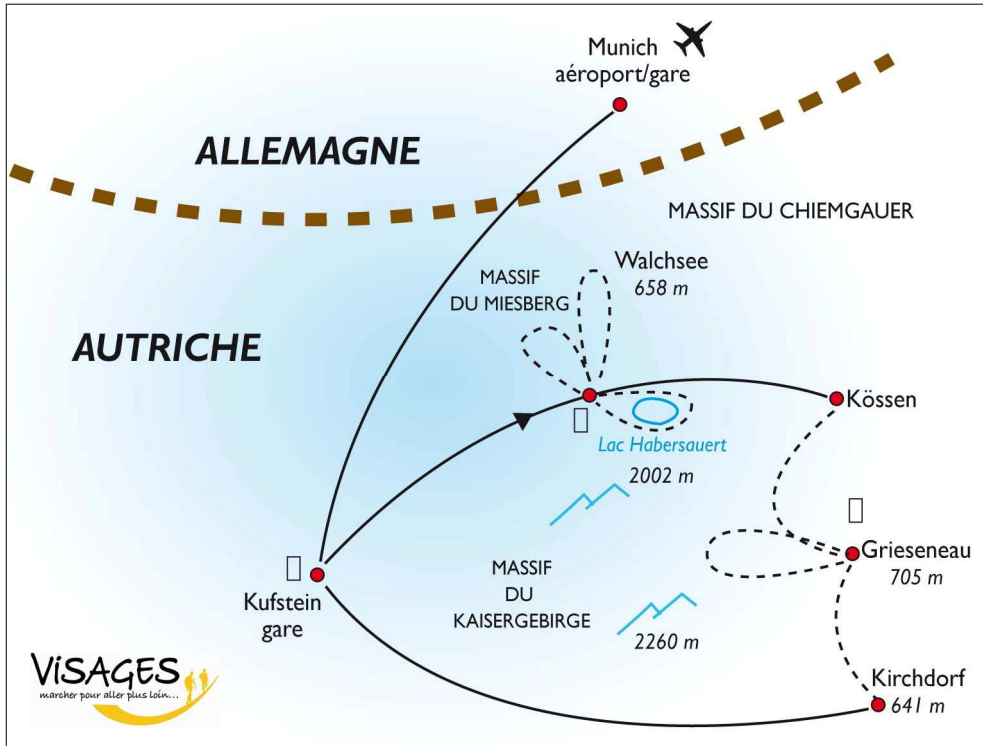 Munich
aéroport/gare
ALLEMAGNE
MASSIF DU CHIEMGAUER
Walchsee
658 m
MASSIF
DU MIESBERG
AUTRICHE
Kössen
Lac Habersauert
2002 m
Grieseneau
705 m
MASSIF
DU
KAISERGEBIRGE
Kufstein
gare
2260 m
ViSAGES
marcher pour aller plus loin...
Kirchdorf
641 m